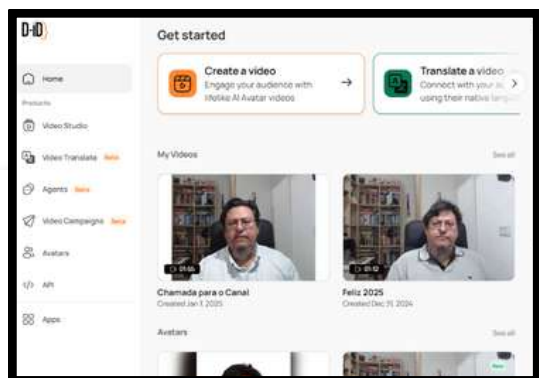 D-iD
Get started
Create a video
Engage your audience with
lifelike AI Avatar videos
Translate a video
Connect with your
using their native
Home
Products
Video Studio
Video Translate Beta
Agents Beta
Video Campaigns Beta
Avatars
API
Apps
My Videos
See all
01:55
Chamada para o Canal
Created Jan 1, 2025
01:12
Feliz 2025
Created Dec 31, 2024
Avatars
See all